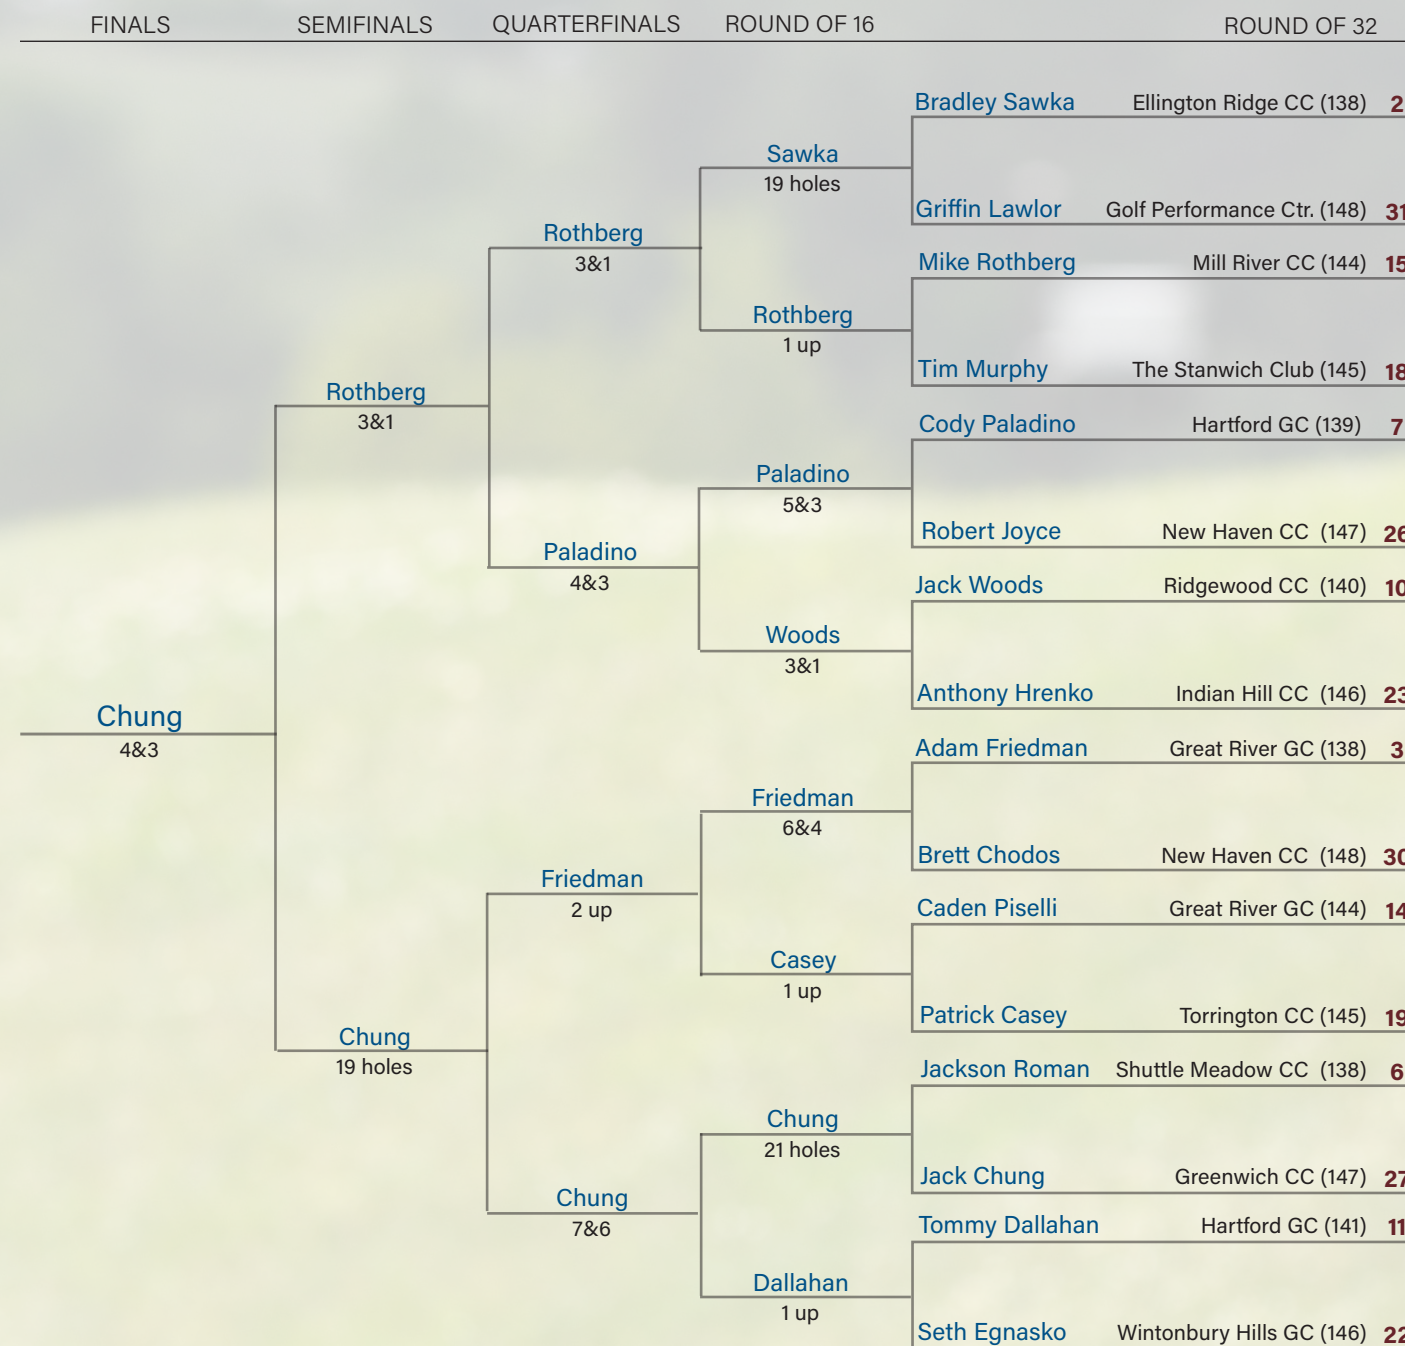 FINALS SEMIFINALS QUARTERFINALS ROUND OF 16 ROUND OF 32
Bradley Sawka Ellington Ridge CC (138) 2
Sawka
19 holes
Griffin Lawlor Golf Performance Ctr. (148) 31
Rothberg
3&1
Mike Rothberg Mill River CC (144) 15
Rothberg
1 up
Tim Murphy The Stanwich Club (145) 18
Rothberg
3&1
Cody Paladino Hartford GC (139) 7
Paladino
5&3
Robert Joyce New Haven CC (147) 26
Paladino
4&3
Jack Woods Ridgewood CC (140) 10
Woods
3&1
Anthony Hrenko Indian Hill CC (146) 23
Chung
4&3
Adam Friedman Great River GC (138) 3
Friedman
6&4
Brett Chodos New Haven CC (148) 30
Friedman
2 up
Caden Piselli Great River GC (144) 14
Casey
1 up
Patrick Casey Torrington CC (145) 19
Chung
19 holes
Jackson Roman Shuttle Meadow CC (138) 6
Chung
21 holes
Jack Chung Greenwich CC (147) 27
Chung
7&6
Tommy Dallahan Hartford GC (141) 11
Dallahan
1 up
Seth Egnasko Wintonbury Hills GC (146) 22